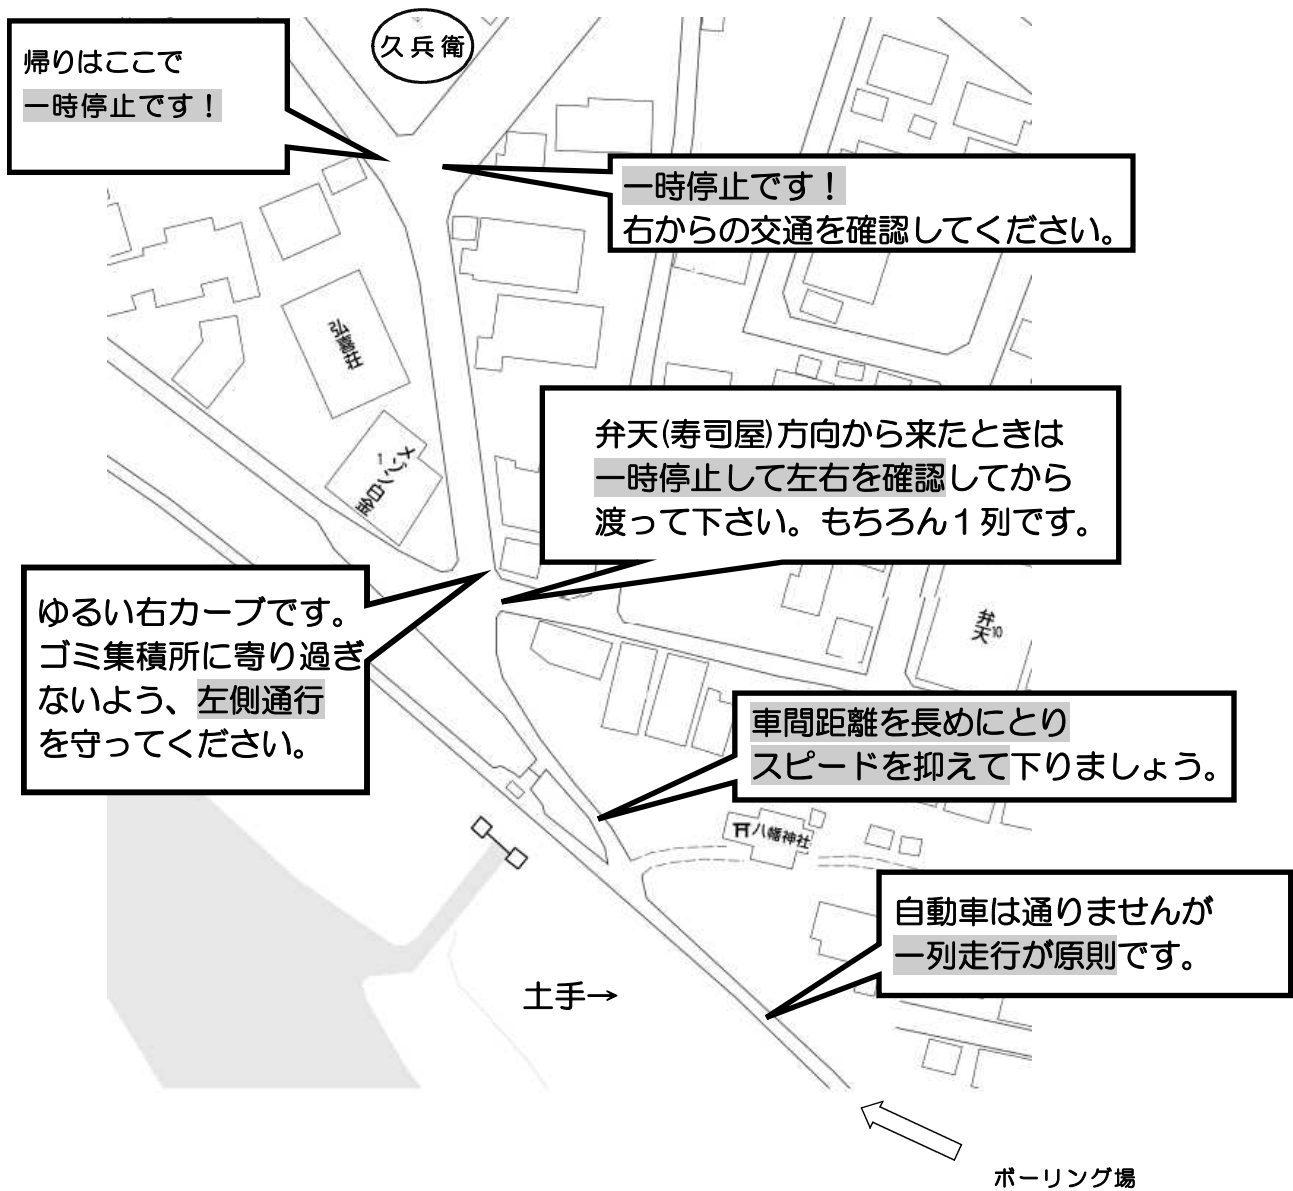 久兵衛
帰りはここで
一時停止です！
一時停止です！
右からの交通を確認してください。
弘喜荘
メゾン白金
弁天(寿司屋)方向から来たときは
一時停止して左右を確認してから
渡って下さい。もちろん１列です。
ゆるい右カーブです。
ゴミ集積所に寄り過ぎ
ないよう、左側通行
を守ってください。
弁天
10
車間距離を長めにとり
スピードを抑えて下りましょう。
八幡神社
自動車は通りませんが
一列走行が原則です。
土手→
ボーリング場